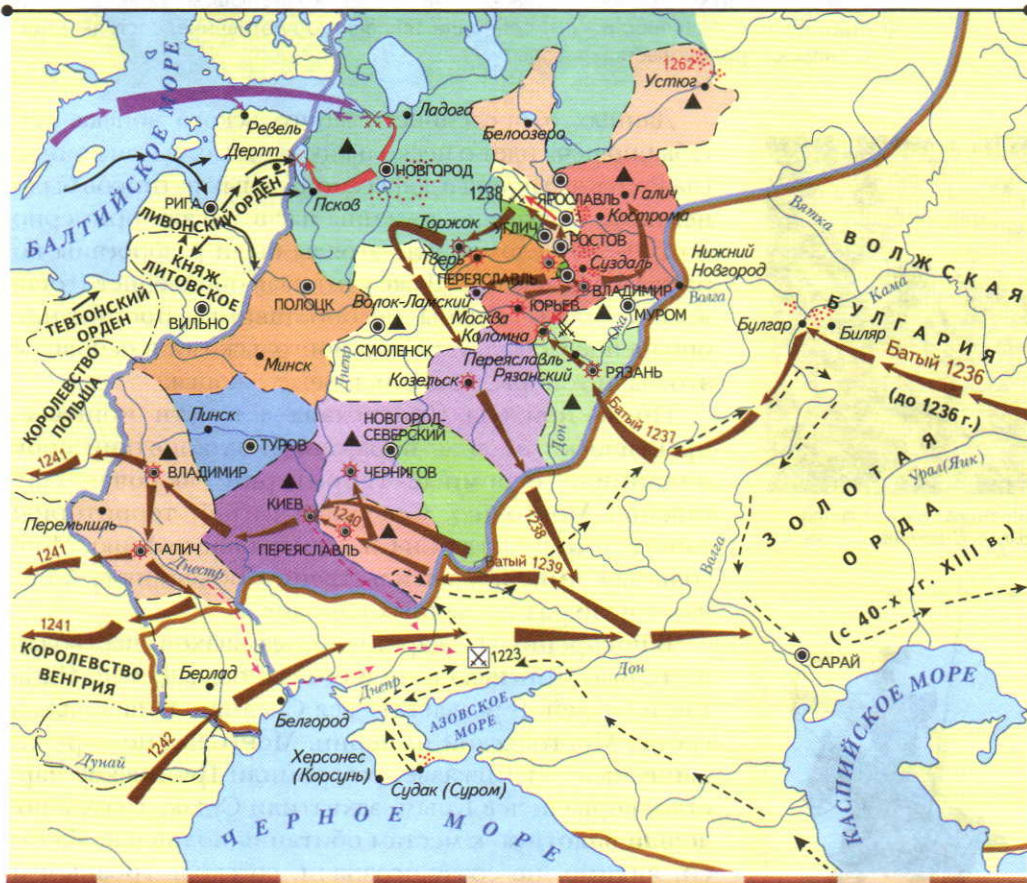 1262
Устюг
БАЛТИЙСКОЕ МОРЕ
Ревель
Ладога
Белоозеро
Дерпт
НОВГОРОД
1238
ЯРОСЛАВЛЬ
Галич
РИГА
ЛИВОНСКИЙ ОРДЕН
Псков
Торжок
УГЛИЧ
Кострома
РОСТОВ
Вятка
ВОЛЖСКАЯ
БУЛГАРИЯ
КНЯЖ.
ЛИТОВСКОЕ
Тверь
Суздаль
Нижний
Новгород
ПЕРЕЯСЛАВЛЬ
ВЛАДИМИР
Волга
Кама
ТЕВТОНСКИЙ
ОРДЕН
ПОЛОЦК
Волок-Ламский
ЮРЬЕВ
МУРОМ
ВИЛЬНО
Москва
Ока
Булгар
Биляр
Коломна
СМОЛЕНСК
Днепр
Батый 1236
(до 1236 г.)
КОРОЛЕВСТВО
ПОЛЬША
Минск
Переяславль
Рязанский
РЯЗАНЬ
Козельск
Пинск
НОВГОРОД-
СЕВЕРСКИЙ
Дон
Батый 1237
ТУРОВ
1241
ВЛАДИМИР
ЧЕРНИГОВ
ЗОЛОТАЯ
ОРДА
Урал(Яик)
Перемышль
КИЕВ
1240
1238
Волга
1241
ГАЛИЧ
ПЕРЕЯСЛАВЛЬ
Днестр
Батый 1239
(с 40-х гг. XIII в.)
1241
КОРОЛЕВСТВО
ВЕНГРИЯ
1223
САРАЙ
Берлад
Днепр
Дон
Белгород
АЗОВСКОЕ
МОРЕ
КАСПИЙСКОЕ МОРЕ
1242
Дунай
Херсонес
(Корсунь)
Судак (Суром)
ЧЕРНОЕ МОРЕ